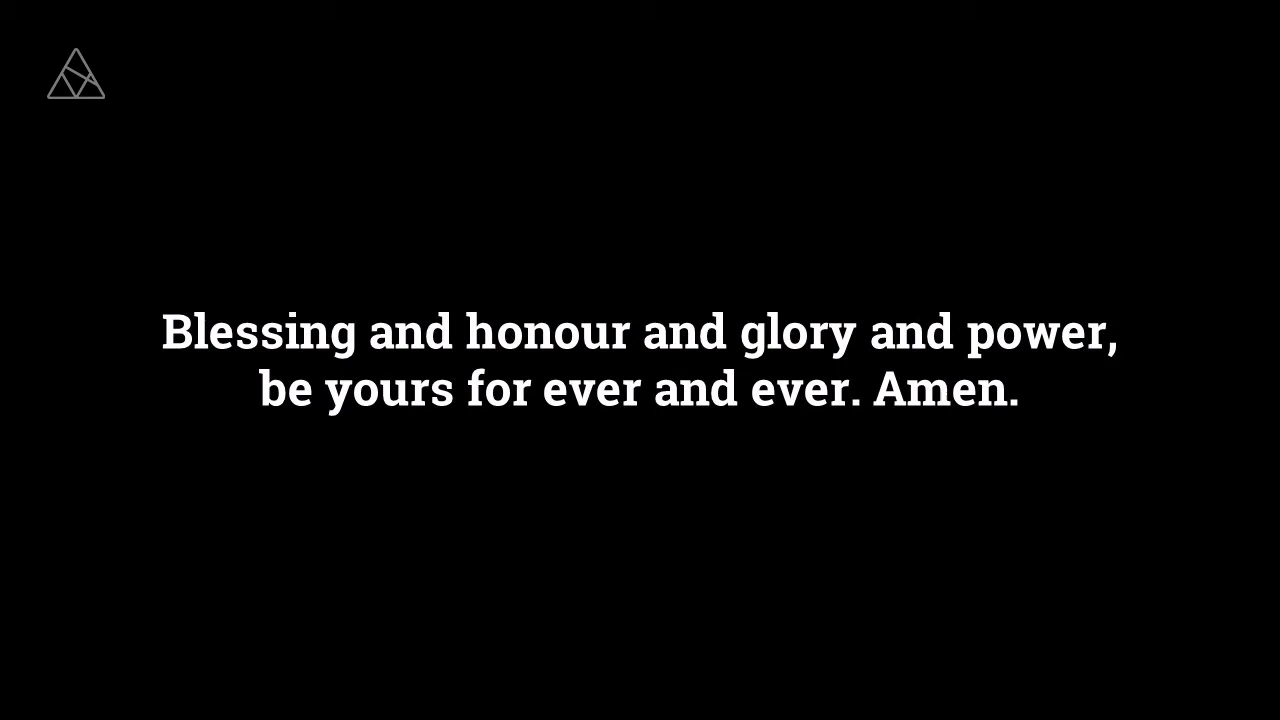 Blessing and honour and glory and power,
be yours for ever and ever. Amen.